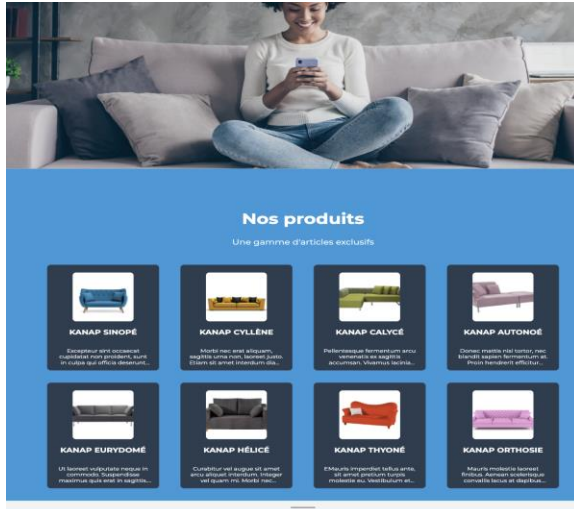 Nos produits
Une gamme d'articles exclusifs
KANAP SINOPÉ
Excepteur sint occaecat
cupidatat non proident, sunt
in culpa qui officia deserunt...
KANAP CYLLÈNE
Morbi nec erat aliquam,
sagittis urna non, laoreet justo.
Etiam sit amet interdum dia...
KANAP CALYCÉ
Pellentesque fermentum arcu
venenatis ex sagittis
accumsan. Vivamus lacinia...
KANAP AUTONOÉ
Donec mattis nisl tortor, nec
blandit sapien fermentum at.
Proin hendrerit efficitur...
KANAP EURYDOMÉ
Ut laoreet vulputate neque in
commodo. Suspendisse
maximus quis erat in sagittis...
KANAP HÉLICÉ
Curabitur vel augue sit amet
arcu aliquet interdum. Integer
vel quam mi. Morbi nec...
KANAP THYONÉ
EMauris imperdiet tellus ante,
sit amet pretium turpis
molestie eu. Vestibulum et...
KANAP ORTHOSIE
Mauris molestie laoreet
finibus. Aenean scelerisque
convallis lacus at dapibus...